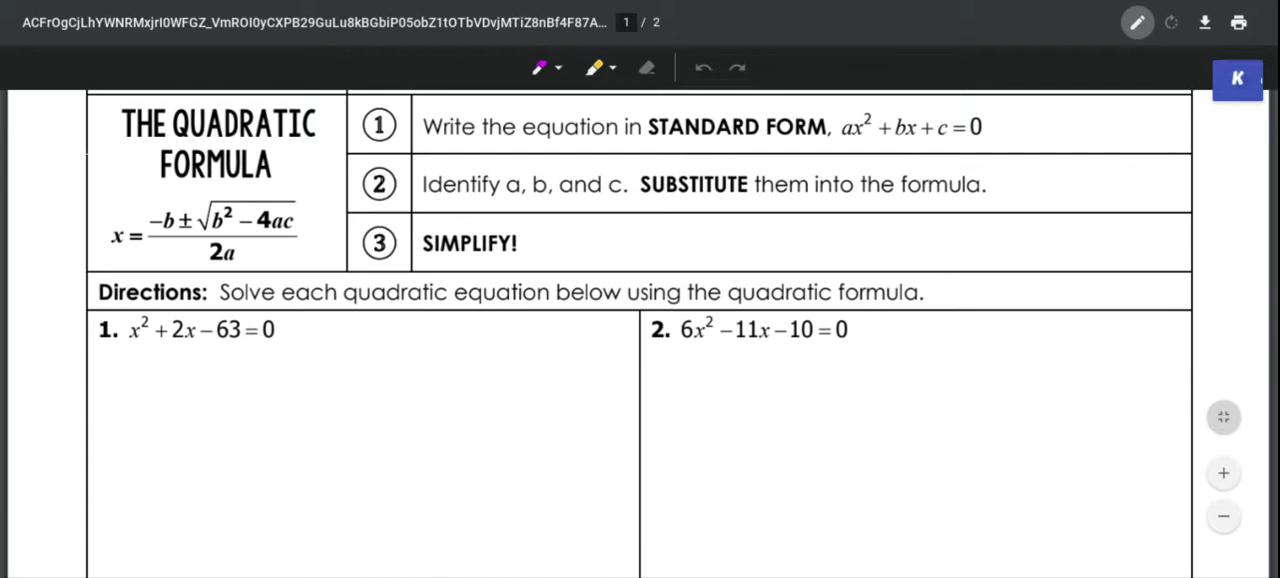 ACFrOgCjLhYWNRMxjrI0WFGZ_VmROI0yCXPB29GuLu8kBGbiP05obZ1tOTbVDvjMTiZ8nBf4F87A... 1 / 2
K
THE QUADRATIC
FORMULA
x = (−b ± √(b² − 4ac)) / 2a
1 Write the equation in STANDARD FORM, ax² + bx + c = 0
2 Identify a, b, and c. SUBSTITUTE them into the formula.
3 SIMPLIFY!
Directions: Solve each quadratic equation below using the quadratic formula.
1. x² + 2x − 63 = 0
2. 6x² − 11x − 10 = 0